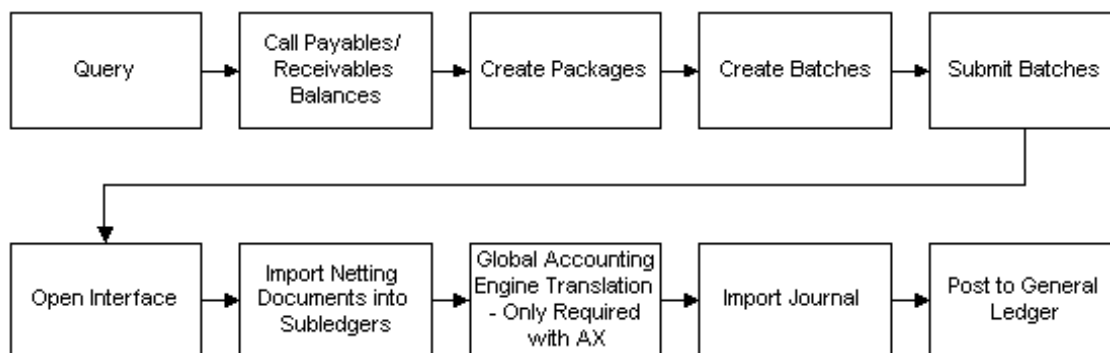 Query
Call Payables/
Receivables
Balances
Create Packages
Create Batches
Submit Batches
Open Interface
Import Netting
Documents into
Subledgers
Global Accounting
Engine Translation
- Only Required
with AX
Import Journal
Post to General
Ledger